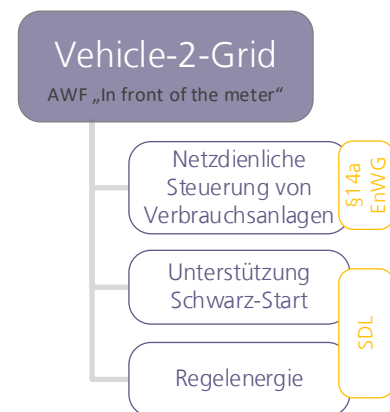 Vehicle-2-Grid
AWF „In front of the meter“
Netzdienliche
Steuerung von
Verbrauchsanlagen
§14a
EnWG
Unterstützung
Schwarz-Start
SDL
Regelenergie